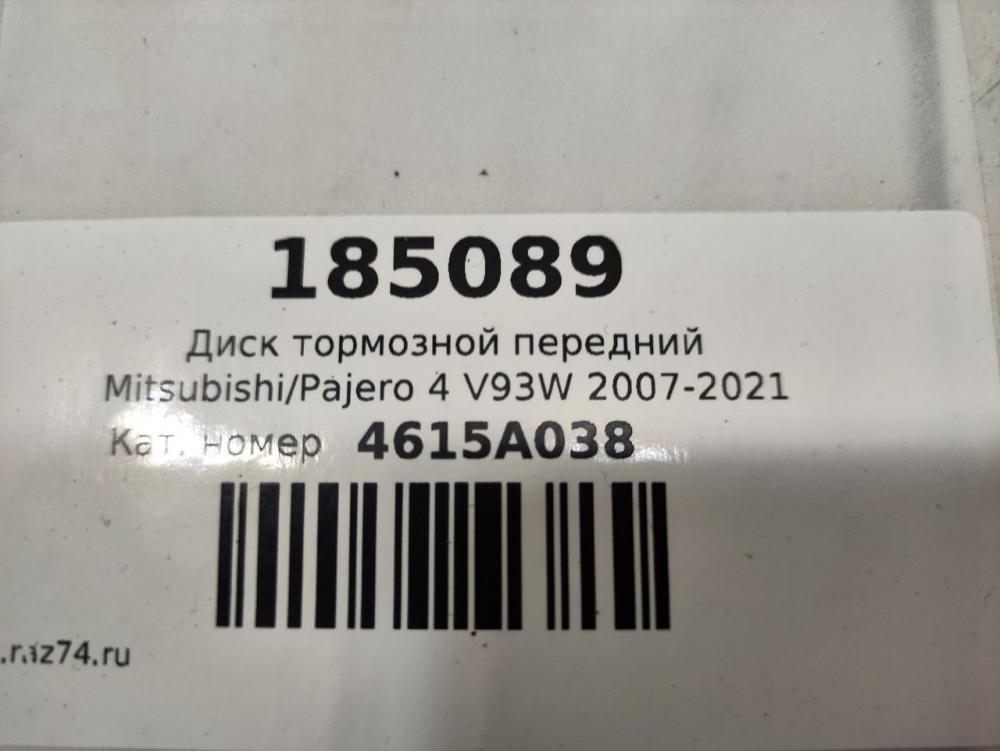 185089
Диск тормозной передний
Mitsubishi/Pajero 4 V93W 2007-2021
Кат. номер 4615A038
.raz74.ru